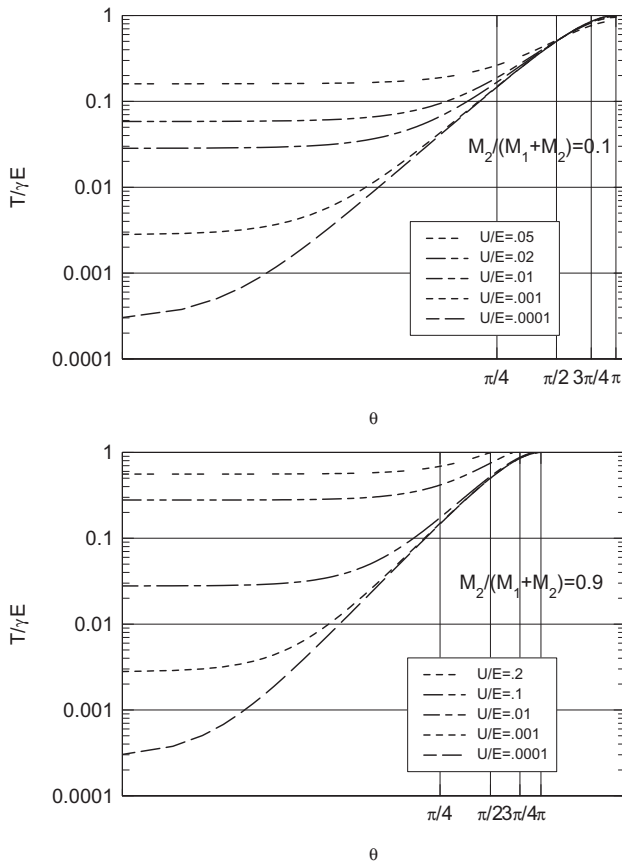 1
0.1
0.01
0.001
0.0001
T/γE
M2/(M1+M2)=0.1
U/E=.05
U/E=.02
U/E=.01
U/E=.001
U/E=.0001
π/4
π/2
3π/4
π
θ
1
0.1
0.01
0.001
0.0001
T/γE
M2/(M1+M2)=0.9
U/E=.2
U/E=.1
U/E=.01
U/E=.001
U/E=.0001
π/4
π/2
3π/4
π
θ